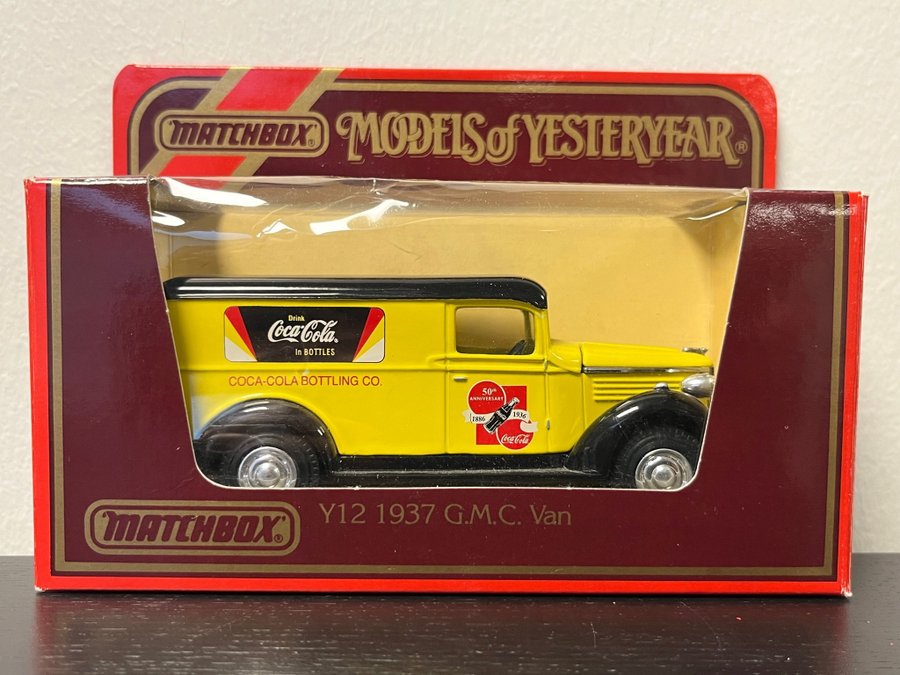 MATCHBOX
MODELS of YESTERYEAR®
Drink
Coca-Cola®
In BOTTLES
COCA-COLA BOTTLING CO.
50th
ANNIVERSARY
1886 1936
Coca-Cola
MATCHBOX®
Y12 1937 G.M.C. Van